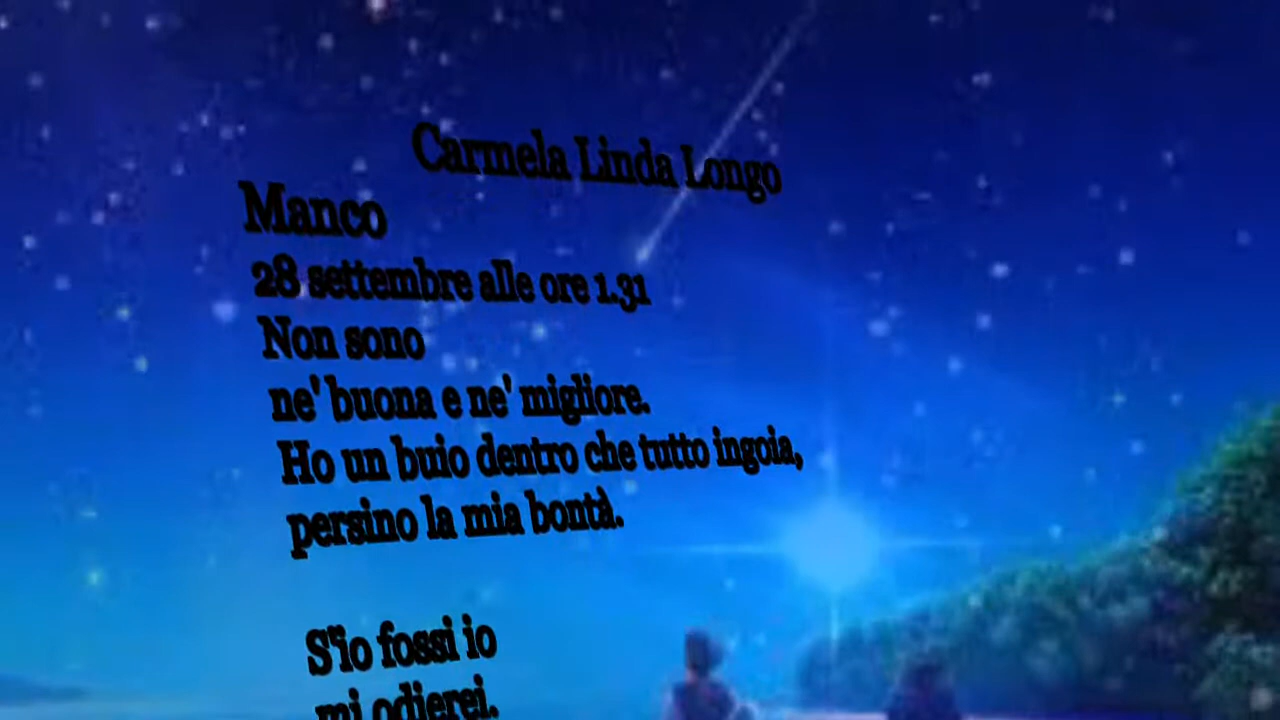 Carmela Linda Longo
Manco
28 settembre alle ore 1.31
Non sono
ne' buona e ne' migliore.
Ho un buio dentro che tutto ingoia,
persino la mia bontà.
S'io fossi io
mi odierei.